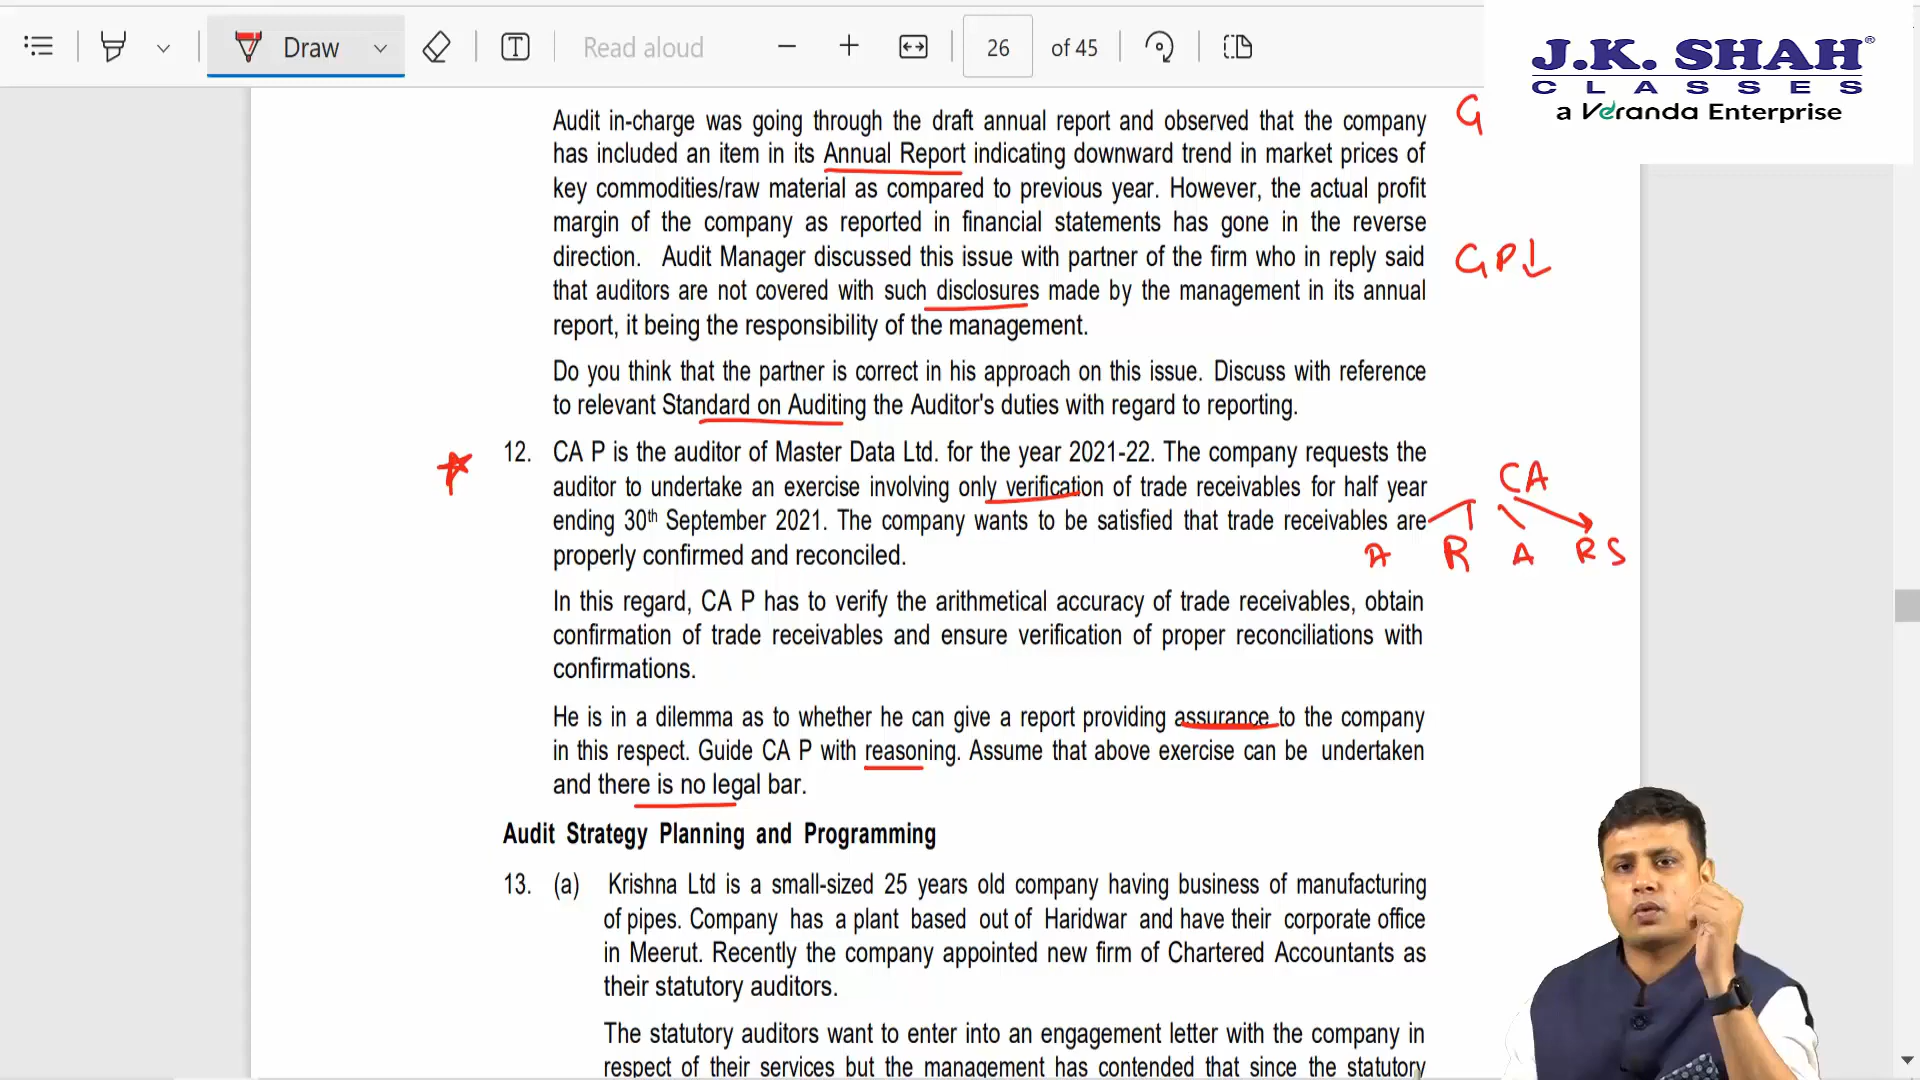 Draw
Read aloud
26 of 45
J.K. SHAH®
CLASSES
a Veranda Enterprise
Audit in-charge was going through the draft annual report and observed that the company G
has included an item in its Annual Report indicating downward trend in market prices of
key commodities/raw material as compared to previous year. However, the actual profit
margin of the company as reported in financial statements has gone in the reverse
direction. Audit Manager discussed this issue with partner of the firm who in reply said GP↓
that auditors are not covered with such disclosures made by the management in its annual
report, it being the responsibility of the management.
Do you think that the partner is correct in his approach on this issue. Discuss with reference
to relevant Standard on Auditing the Auditor's duties with regard to reporting.
12. CA P is the auditor of Master Data Ltd. for the year 2021-22. The company requests the
auditor to undertake an exercise involving only verification of trade receivables for half year CA
ending 30th September 2021. The company wants to be satisfied that trade receivables are
properly confirmed and reconciled. A R A RS
In this regard, CA P has to verify the arithmetical accuracy of trade receivables, obtain
confirmation of trade receivables and ensure verification of proper reconciliations with
confirmations.
He is in a dilemma as to whether he can give a report providing assurance to the company
in this respect. Guide CA P with reasoning. Assume that above exercise can be undertaken
and there is no legal bar.
Audit Strategy Planning and Programming
13. (a) Krishna Ltd is a small-sized 25 years old company having business of manufacturing
of pipes. Company has a plant based out of Haridwar and have their corporate office
in Meerut. Recently the company appointed new firm of Chartered Accountants as
their statutory auditors.
The statutory auditors want to enter into an engagement letter with the company in
respect of their services but the management has contended that since the statutory